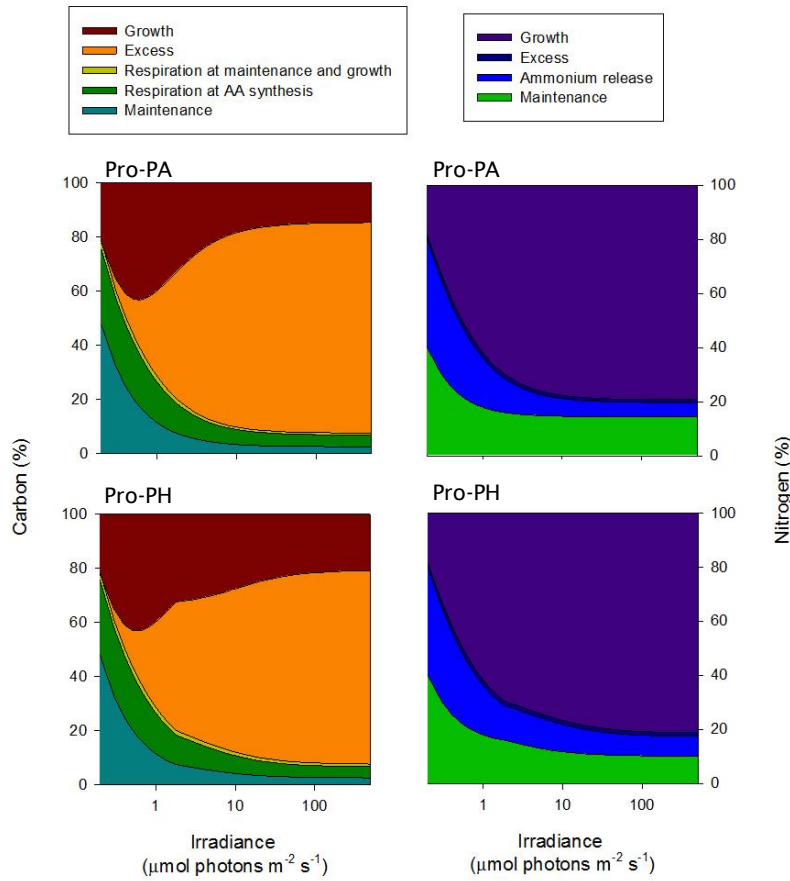 Growth
Excess
Respiration at maintenance and growth
Respiration at AA synthesis
Maintenance
Growth
Excess
Ammonium release
Maintenance
Pro-PA
100
80
60
40
20
0
Pro-PA
100
80
60
40
20
0
Carbon (%)
Nitrogen (%)
Pro-PH
100
80
60
40
20
0
1
10
100
Irradiance
(μmol photons m⁻² s⁻¹)
Pro-PH
100
80
60
40
20
0
1
10
100
Irradiance
(μmol photons m⁻² s⁻¹)